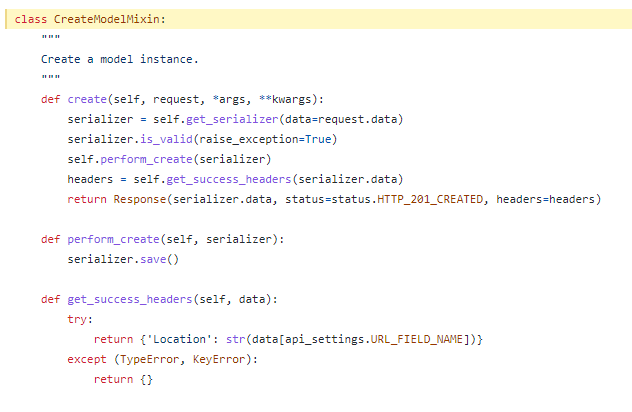 class CreateModelMixin:
    """
    Create a model instance.
    """
    def create(self, request, *args, **kwargs):
        serializer = self.get_serializer(data=request.data)
        serializer.is_valid(raise_exception=True)
        self.perform_create(serializer)
        headers = self.get_success_headers(serializer.data)
        return Response(serializer.data, status=status.HTTP_201_CREATED, headers=headers)

    def perform_create(self, serializer):
        serializer.save()

    def get_success_headers(self, data):
        try:
            return {'Location': str(data[api_settings.URL_FIELD_NAME])}
        except (TypeError, KeyError):
            return {}